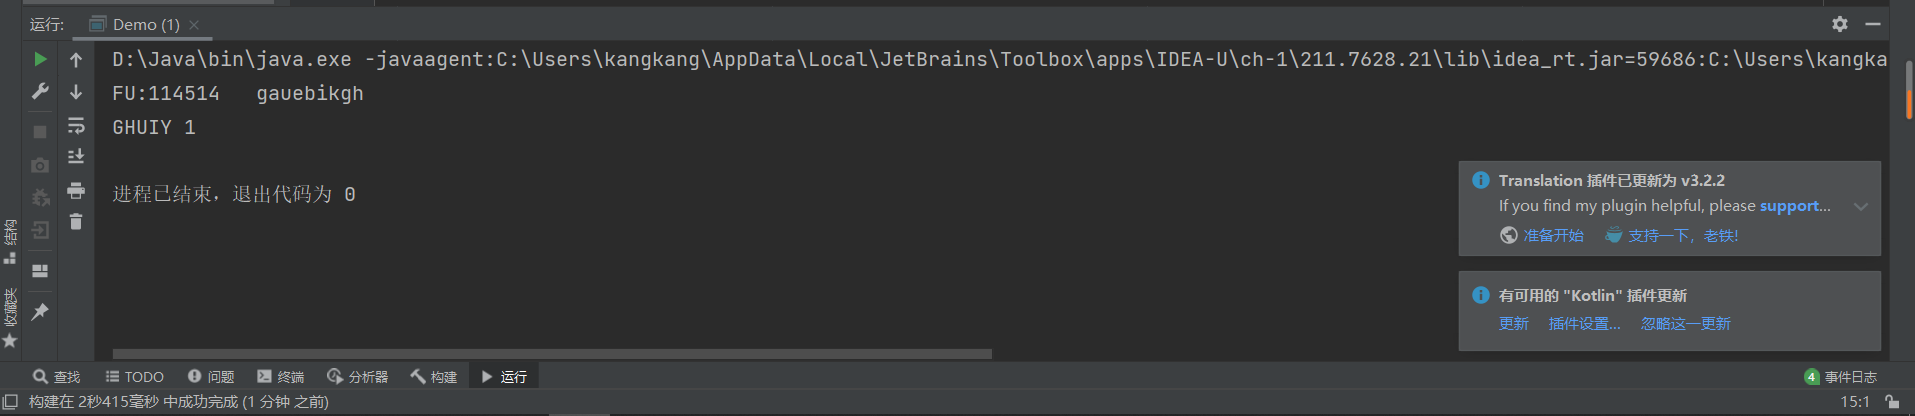 运行: Demo (1)
D:\Java\bin\java.exe -javaagent:C:\Users\kangkang\AppData\Local\JetBrains\Toolbox\apps\IDEA-U\ch-1\211.7628.21\lib\idea_rt.jar=59686:C:\Users\kangka
FU:114514   gauebikgh
GHUIY 1
进程已结束，退出代码为 0
Translation 插件已更新为 v3.2.2
If you find my plugin helpful, please support...
准备开始 支持一下，老铁!
有可用的 "Kotlin" 插件更新
更新 插件设置... 忽略这一更新
结构
收藏夹
查找 TODO 问题 终端 分析器 构建 运行 4 事件日志
构建在 2秒415毫秒 中成功完成 (1 分钟 之前) 15:1